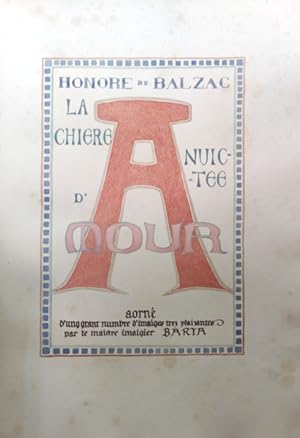 HONORE DE BALZAC
LA
CHIERE
NUIC-
-TEE
D'
AMOUR
aorné
d'ung grant numbre d'imaiges tres plaisantes
par le maistre imaigier BARTA